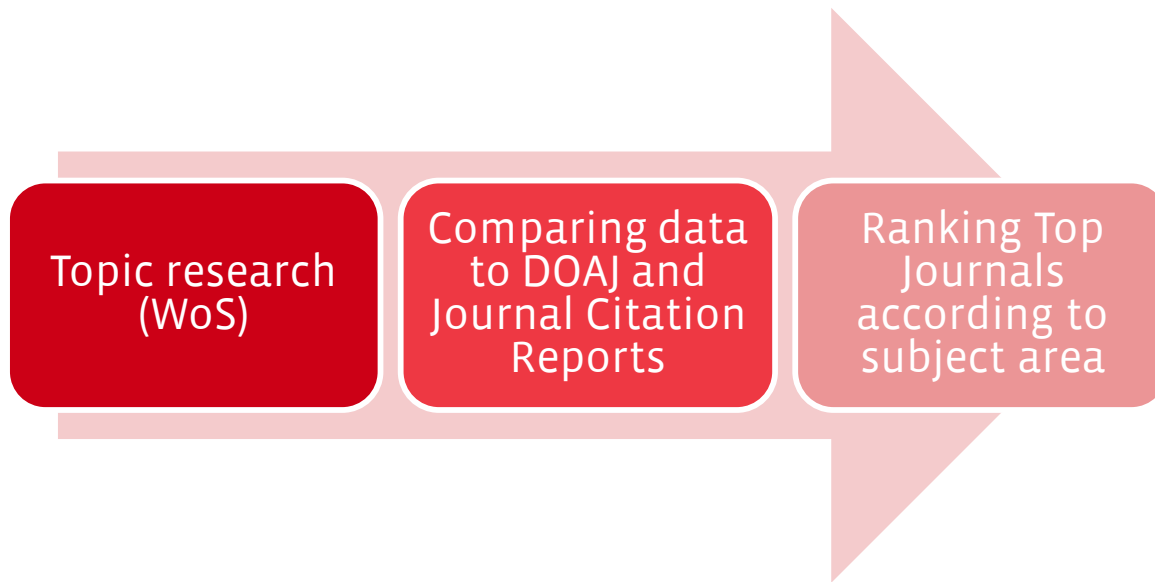 Topic research
(WoS)
Comparing data
to DOAJ and
Journal Citation
Reports
Ranking Top
Journals
according to
subject area